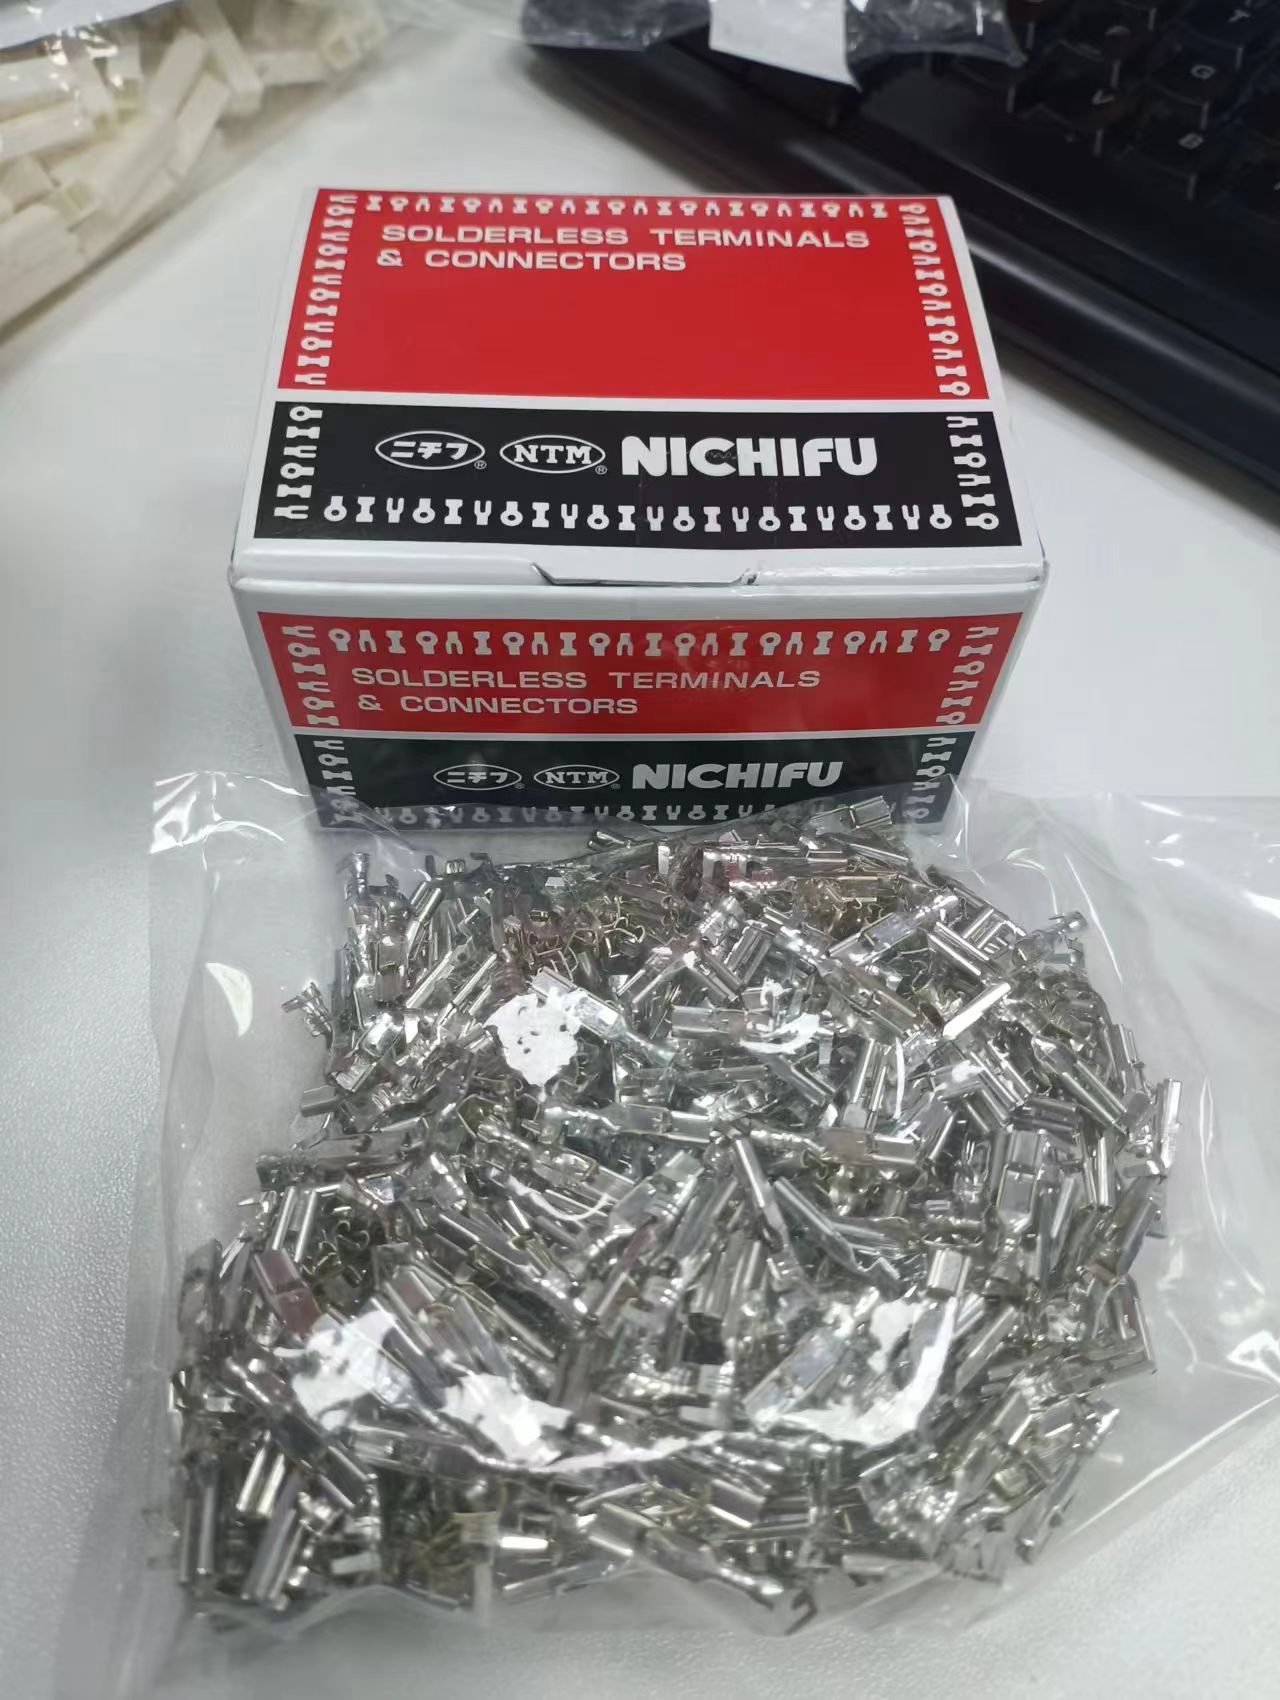 SOLDERLESS TERMINALS
& CONNECTORS
ニチフ® NTM® NICHIFU
SOLDERLESS TERMINALS
& CONNECTORS
ニチフ® NTM® NICHIFU
G
V
B